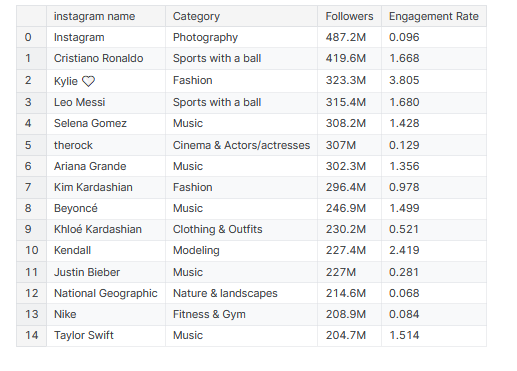 instagram name Category Followers Engagement Rate
0 Instagram Photography 487.2M 0.096
1 Cristiano Ronaldo Sports with a ball 419.6M 1.668
2 Kylie ♡ Fashion 323.3M 3.805
3 Leo Messi Sports with a ball 315.4M 1.680
4 Selena Gomez Music 308.2M 1.428
5 therock Cinema & Actors/actresses 307M 0.129
6 Ariana Grande Music 302.3M 1.356
7 Kim Kardashian Fashion 296.4M 0.978
8 Beyoncé Music 246.9M 1.499
9 Khloé Kardashian Clothing & Outfits 230.2M 0.521
10 Kendall Modeling 227.4M 2.419
11 Justin Bieber Music 227M 0.281
12 National Geographic Nature & landscapes 214.6M 0.068
13 Nike Fitness & Gym 208.9M 0.084
14 Taylor Swift Music 204.7M 1.514